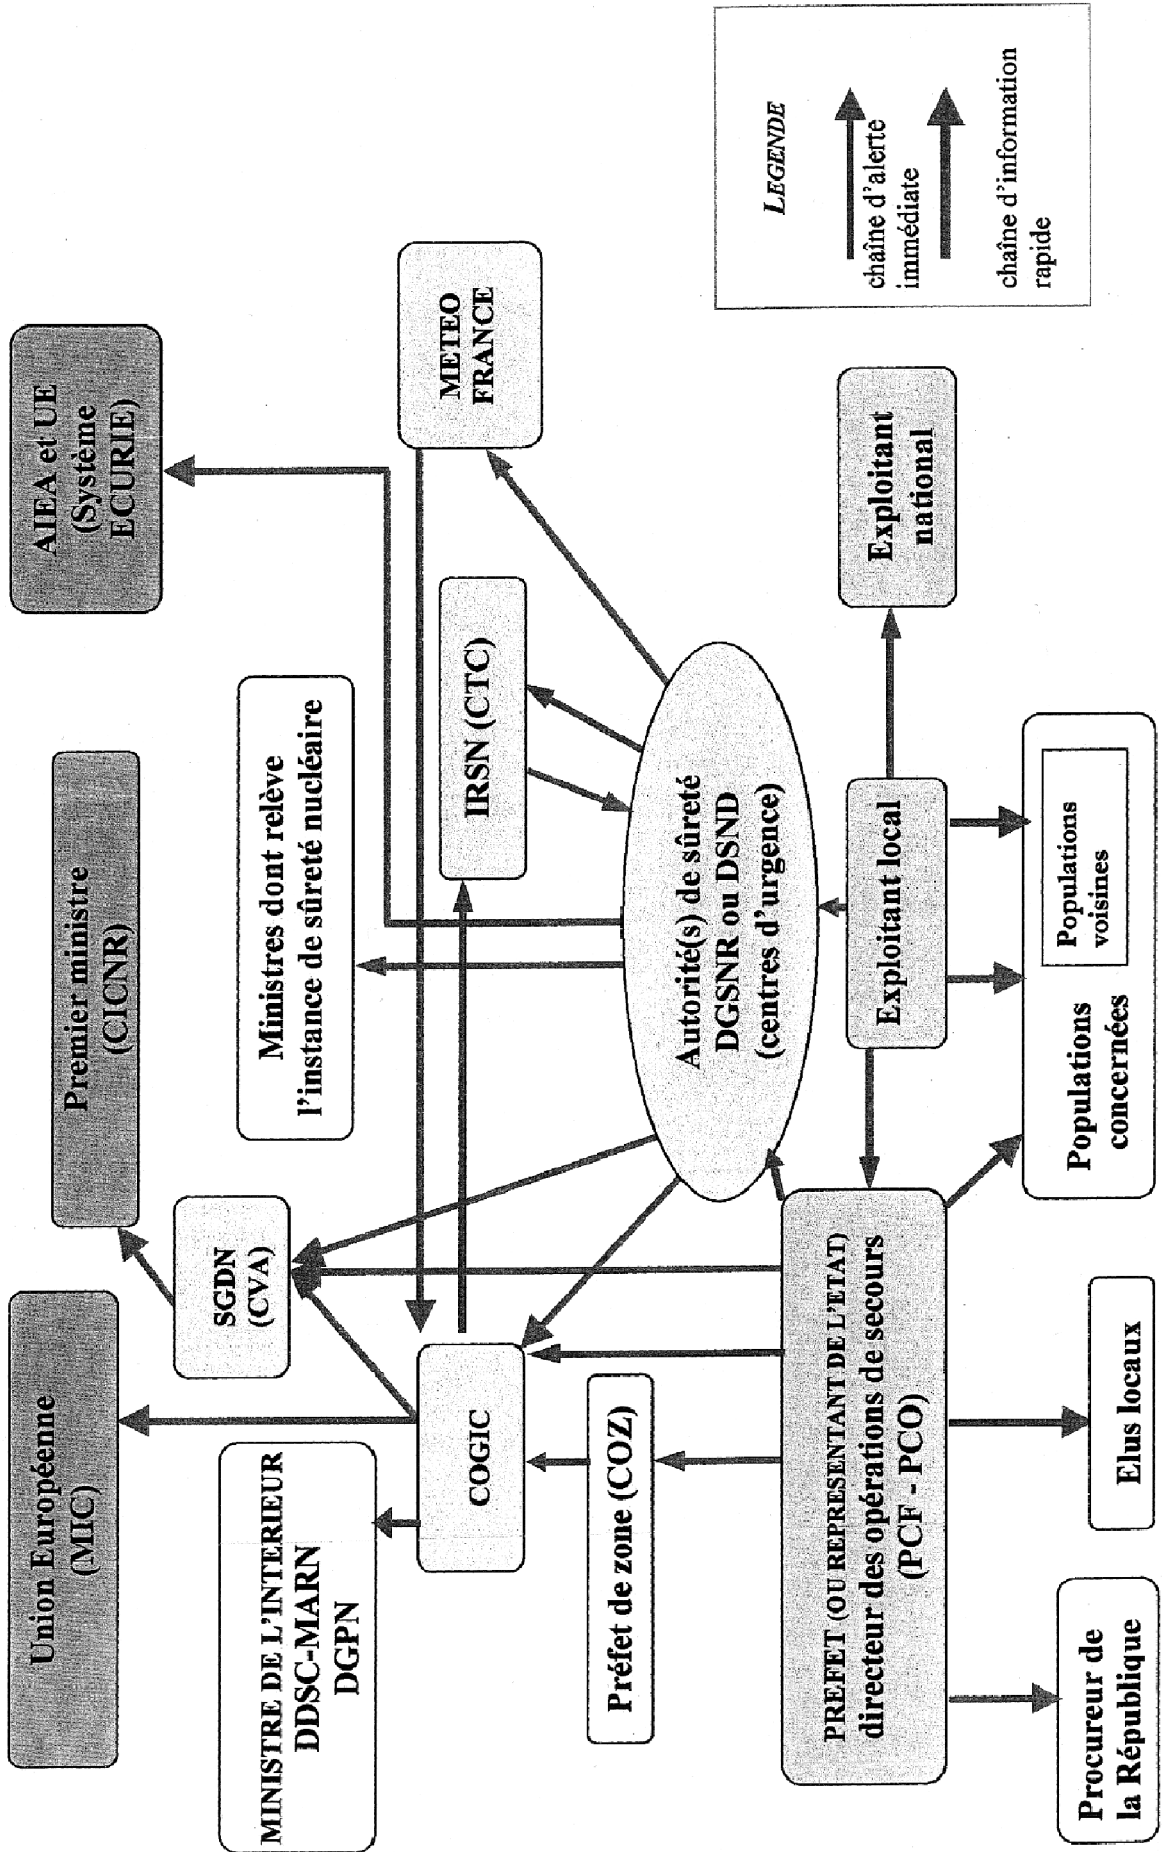 Union Européenne
(MIC)
Premier ministre
(CICNR)
AIEA et UE
(Système
ECURIE)
SGDN
(CVA)
MINISTRE DE L'INTERIEUR
DDSC-MARN
DGPN
Ministres dont relève
l'instance de sûreté nucléaire
COGIC
IRSN (CTC)
METEO
FRANCE
Préfet de zone (COZ)
Autorité(s) de sûreté
DGSNR ou DSND
(centres d'urgence)
PREFET (OU REPRESENTANT DE L'ETAT)
directeur des opérations de secours
(PCF - PCO)
Exploitant local
Exploitant
national
Procureur de
la République
Elus locaux
Populations
concernées
Populations
voisines
LEGENDE
chaîne d'alerte
immédiate
chaîne d'information
rapide